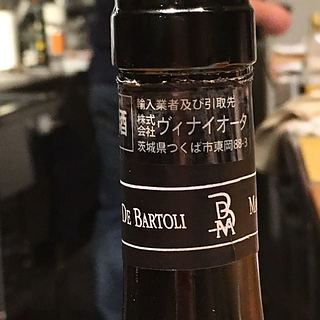 酒
輸入業者及び引取先
株式会社ヴィナイオータ
茨城県つくば市東岡88-3
DE BARTOLI BDM M